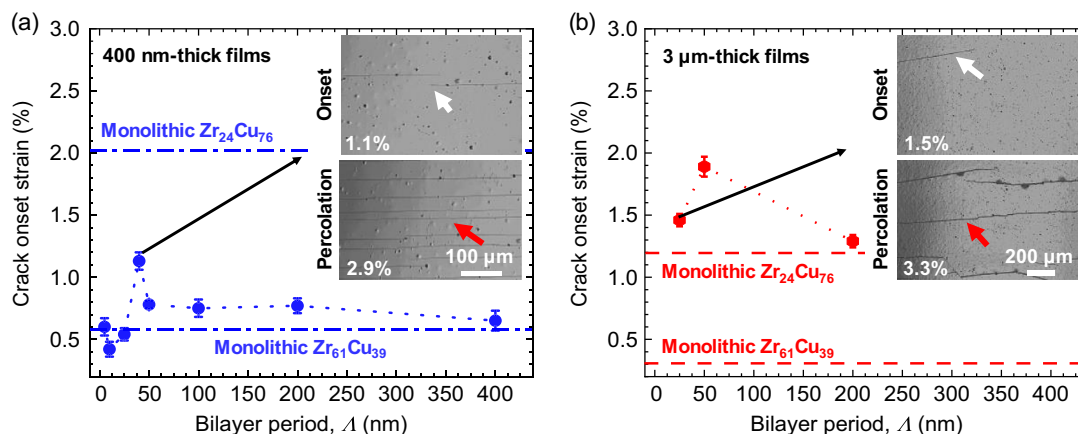 (a)
Crack onset strain (%)
3.0
2.5
2.0
1.5
1.0
0.5
400 nm-thick films
Monolithic Zr₂₄Cu₇₆
Monolithic Zr₆₁Cu₃₉
Onset
1.1%
Percolation
2.9%
100 µm
0 50 100 150 200 250 300 350 400
Bilayer period, Λ (nm)
(b)
Crack onset strain (%)
3.0
2.5
2.0
1.5
1.0
0.5
3 µm-thick films
Monolithic Zr₂₄Cu₇₆
Monolithic Zr₆₁Cu₃₉
Onset
1.5%
Percolation
3.3%
200 µm
0 50 100 150 200 250 300 350 400
Bilayer period, Λ (nm)